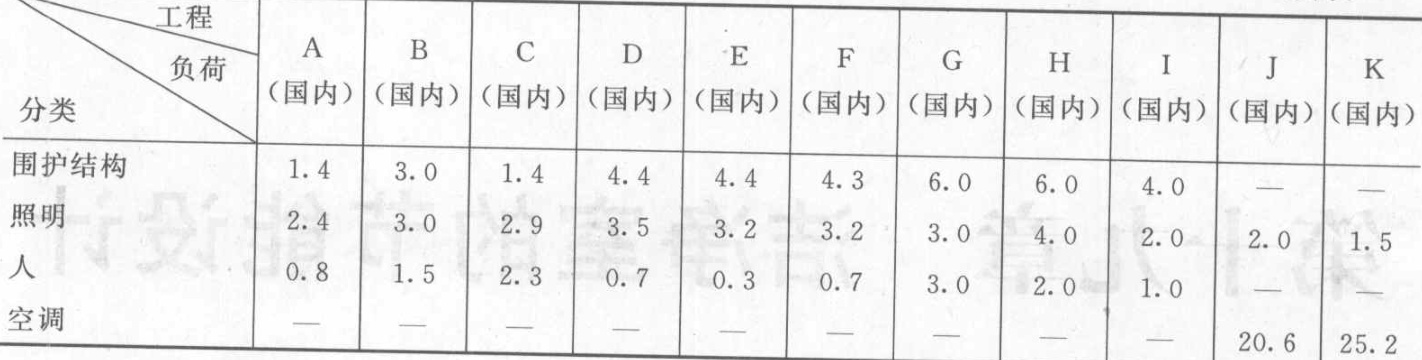 工程
负荷
分类
A B C D E F G H I J K
(国内) (国内) (国内) (国内) (国内) (国内) (国内) (国内) (国内) (国内) (国内)
围护结构 1.4 3.0 1.4 4.4 4.4 4.3 6.0 6.0 4.0 — —
照明 2.4 3.0 2.9 3.5 3.2 3.2 3.0 4.0 2.0 2.0 1.5
人 0.8 1.5 2.3 0.7 0.3 0.7 3.0 2.0 1.0 — —
空调 — — — — — — — — — 20.6 25.2